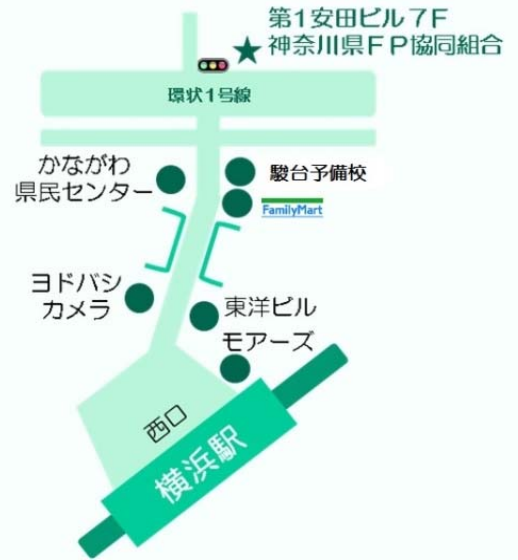 第1安田ビル7F
神奈川県FP協同組合
環状1号線
かながわ
県民センター
駿台予備校
FamilyMart
ヨドバシ
カメラ
東洋ビル
モアーズ
西口
横浜駅